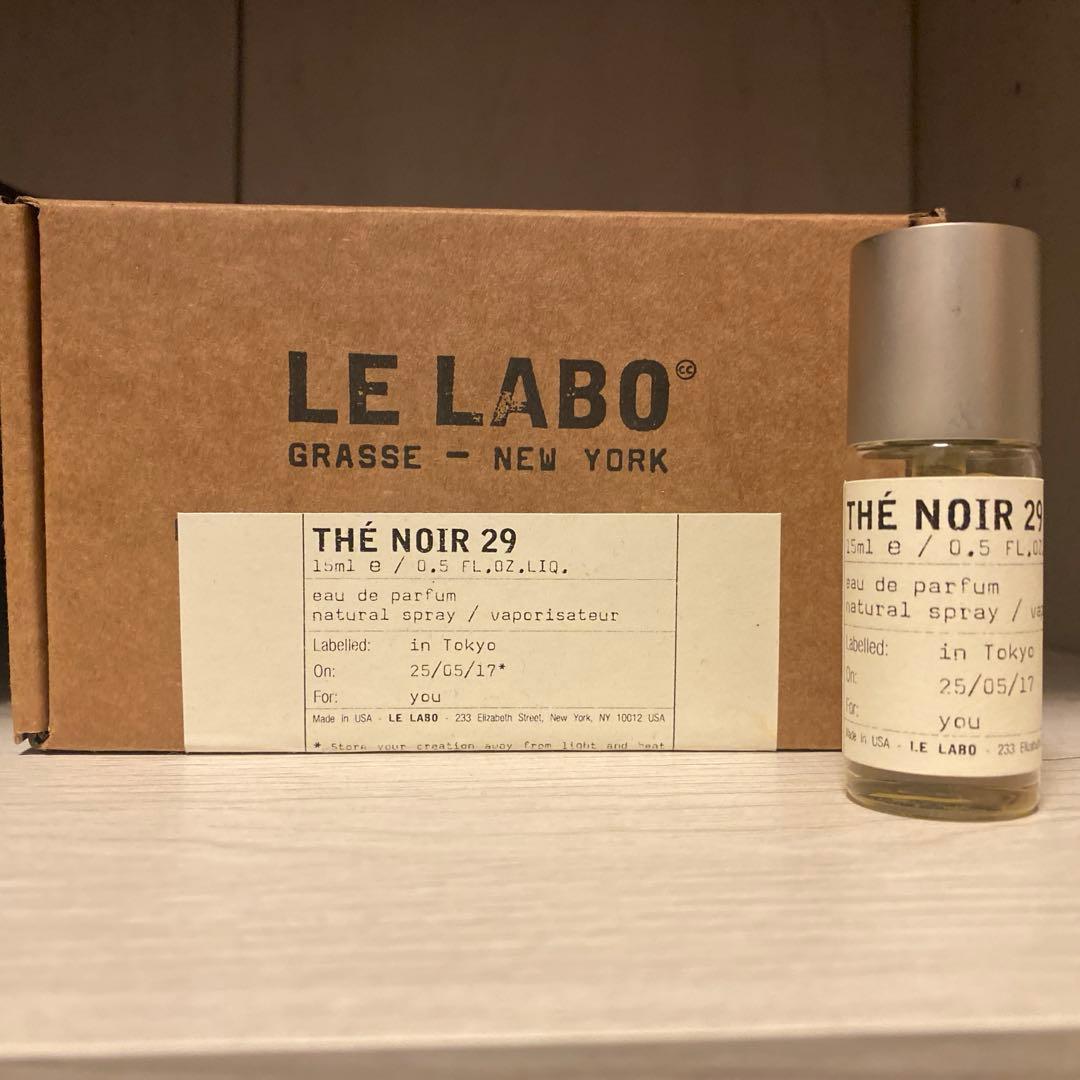 LE LABO
GRASSE — NEW YORK
THÉ NOIR 29
15ml e / 0.5 FL.OZ.LIQ.
eau de parfum
natural spray / vaporisateur
Labelled: in Tokyo
On: 25/05/17*
For: you
Made in USA - LE LABO - 233 Elizabeth Street, New York, NY 10012 USA
* Store your creation away from light and heat
THÉ NOIR 29
15ml e / 0.5 FL.OZ
eau de parfum
natural spray /
Labelled: in Tokyo
On: 25/05/17
For: you
Made in USA - LE LABO - 233